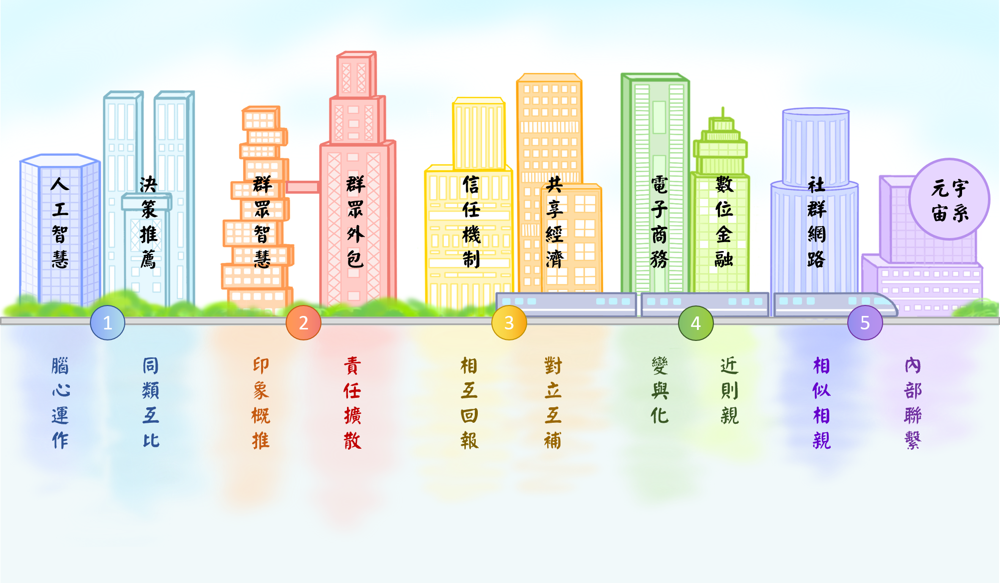 人工智慧
決策推薦
群眾智慧
群眾外包
信任機制
共享經濟
電子商務
數位金融
社群網路
元宇
宙系
1
2
3
4
5
腦心運作
同類互比
印象概推
責任擴散
相互回報
對立互補
變與化
近則親
相似相親
內部聯繫